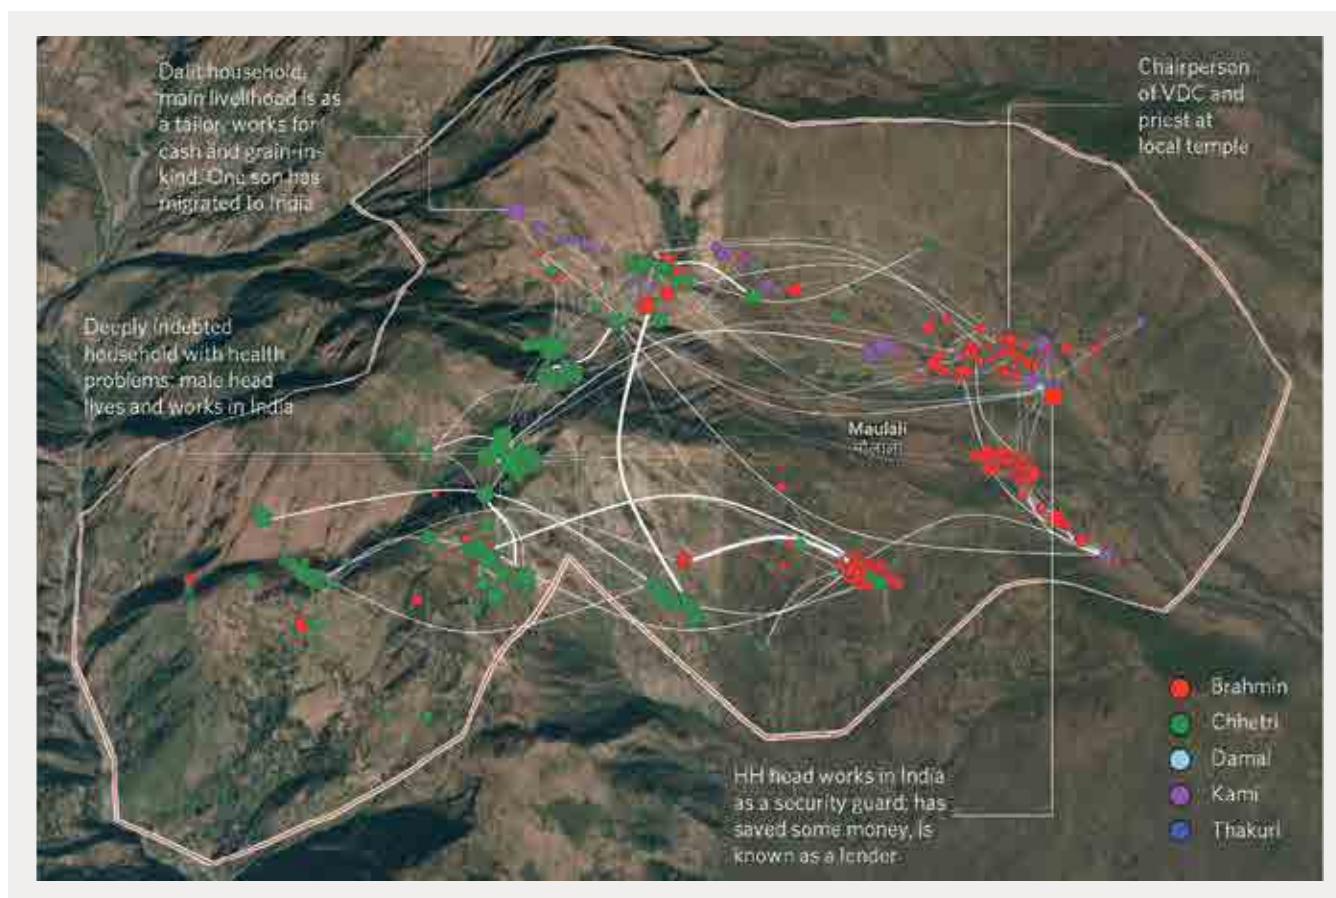 Dalit household;
main livelihood is as
a tailor, works for
cash and grain-in-
kind. One son has
migrated to India
Chairperson
of VDC and
priest at
local temple
Deeply indebted
household with health
problems; male head
lives and works in India
Maulali
HH head works in India
as a security guard; has
saved some money, is
known as a lender
Brahmin
Chhetri
Damai
Kami
Thakuri